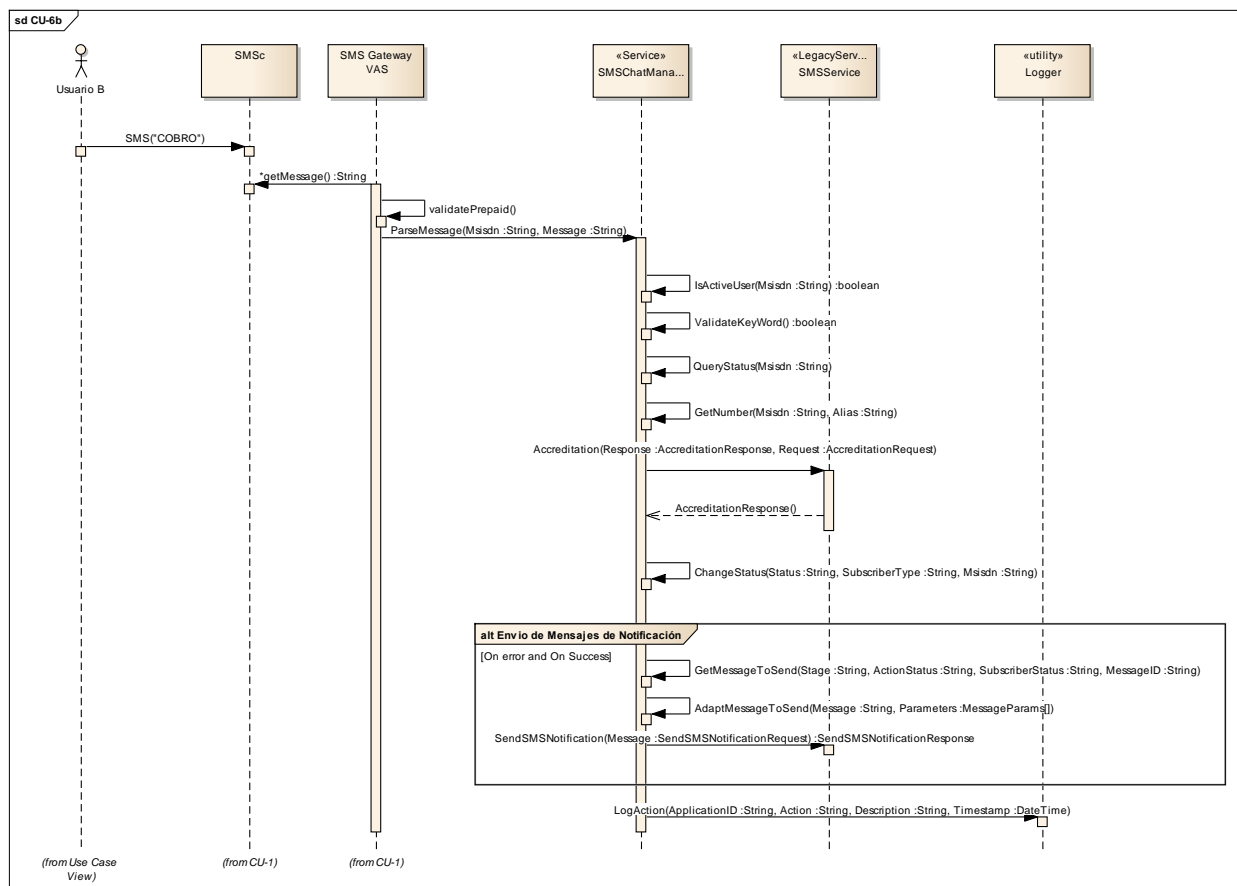 sd CU-6b
Usuario B
SMSc
SMS Gateway
VAS
«Service»
SMSChatMana...
«LegacyServ...
SMSService
«utility»
Logger
SMS("COBRO")
*getMessage() :String
validatePrepaid()
ParseMessage(Msisdn :String, Message :String)
IsActiveUser(Msisdn :String) :boolean
ValidateKeyWord() :boolean
QueryStatus(Msisdn :String)
GetNumber(Msisdn :String, Alias :String)
Accreditation(Response :AccreditationResponse, Request :AccreditationRequest)
AccreditationResponse()
ChangeStatus(Status :String, SubscriberType :String, Msisdn :String)
alt Envio de Mensajes de Notificación
[On error and On Success]
GetMessageToSend(Stage :String, ActionStatus :String, SubscriberStatus :String, MessageID :String)
AdaptMessageToSend(Message :String, Parameters :MessageParams[])
SendSMSNotification(Message :SendSMSNotificationRequest) :SendSMSNotificationResponse
LogAction(ApplicationID :String, Action :String, Description :String, Timestamp :DateTime)
(from Use Case
View)
(from CU-1)
(from CU-1)